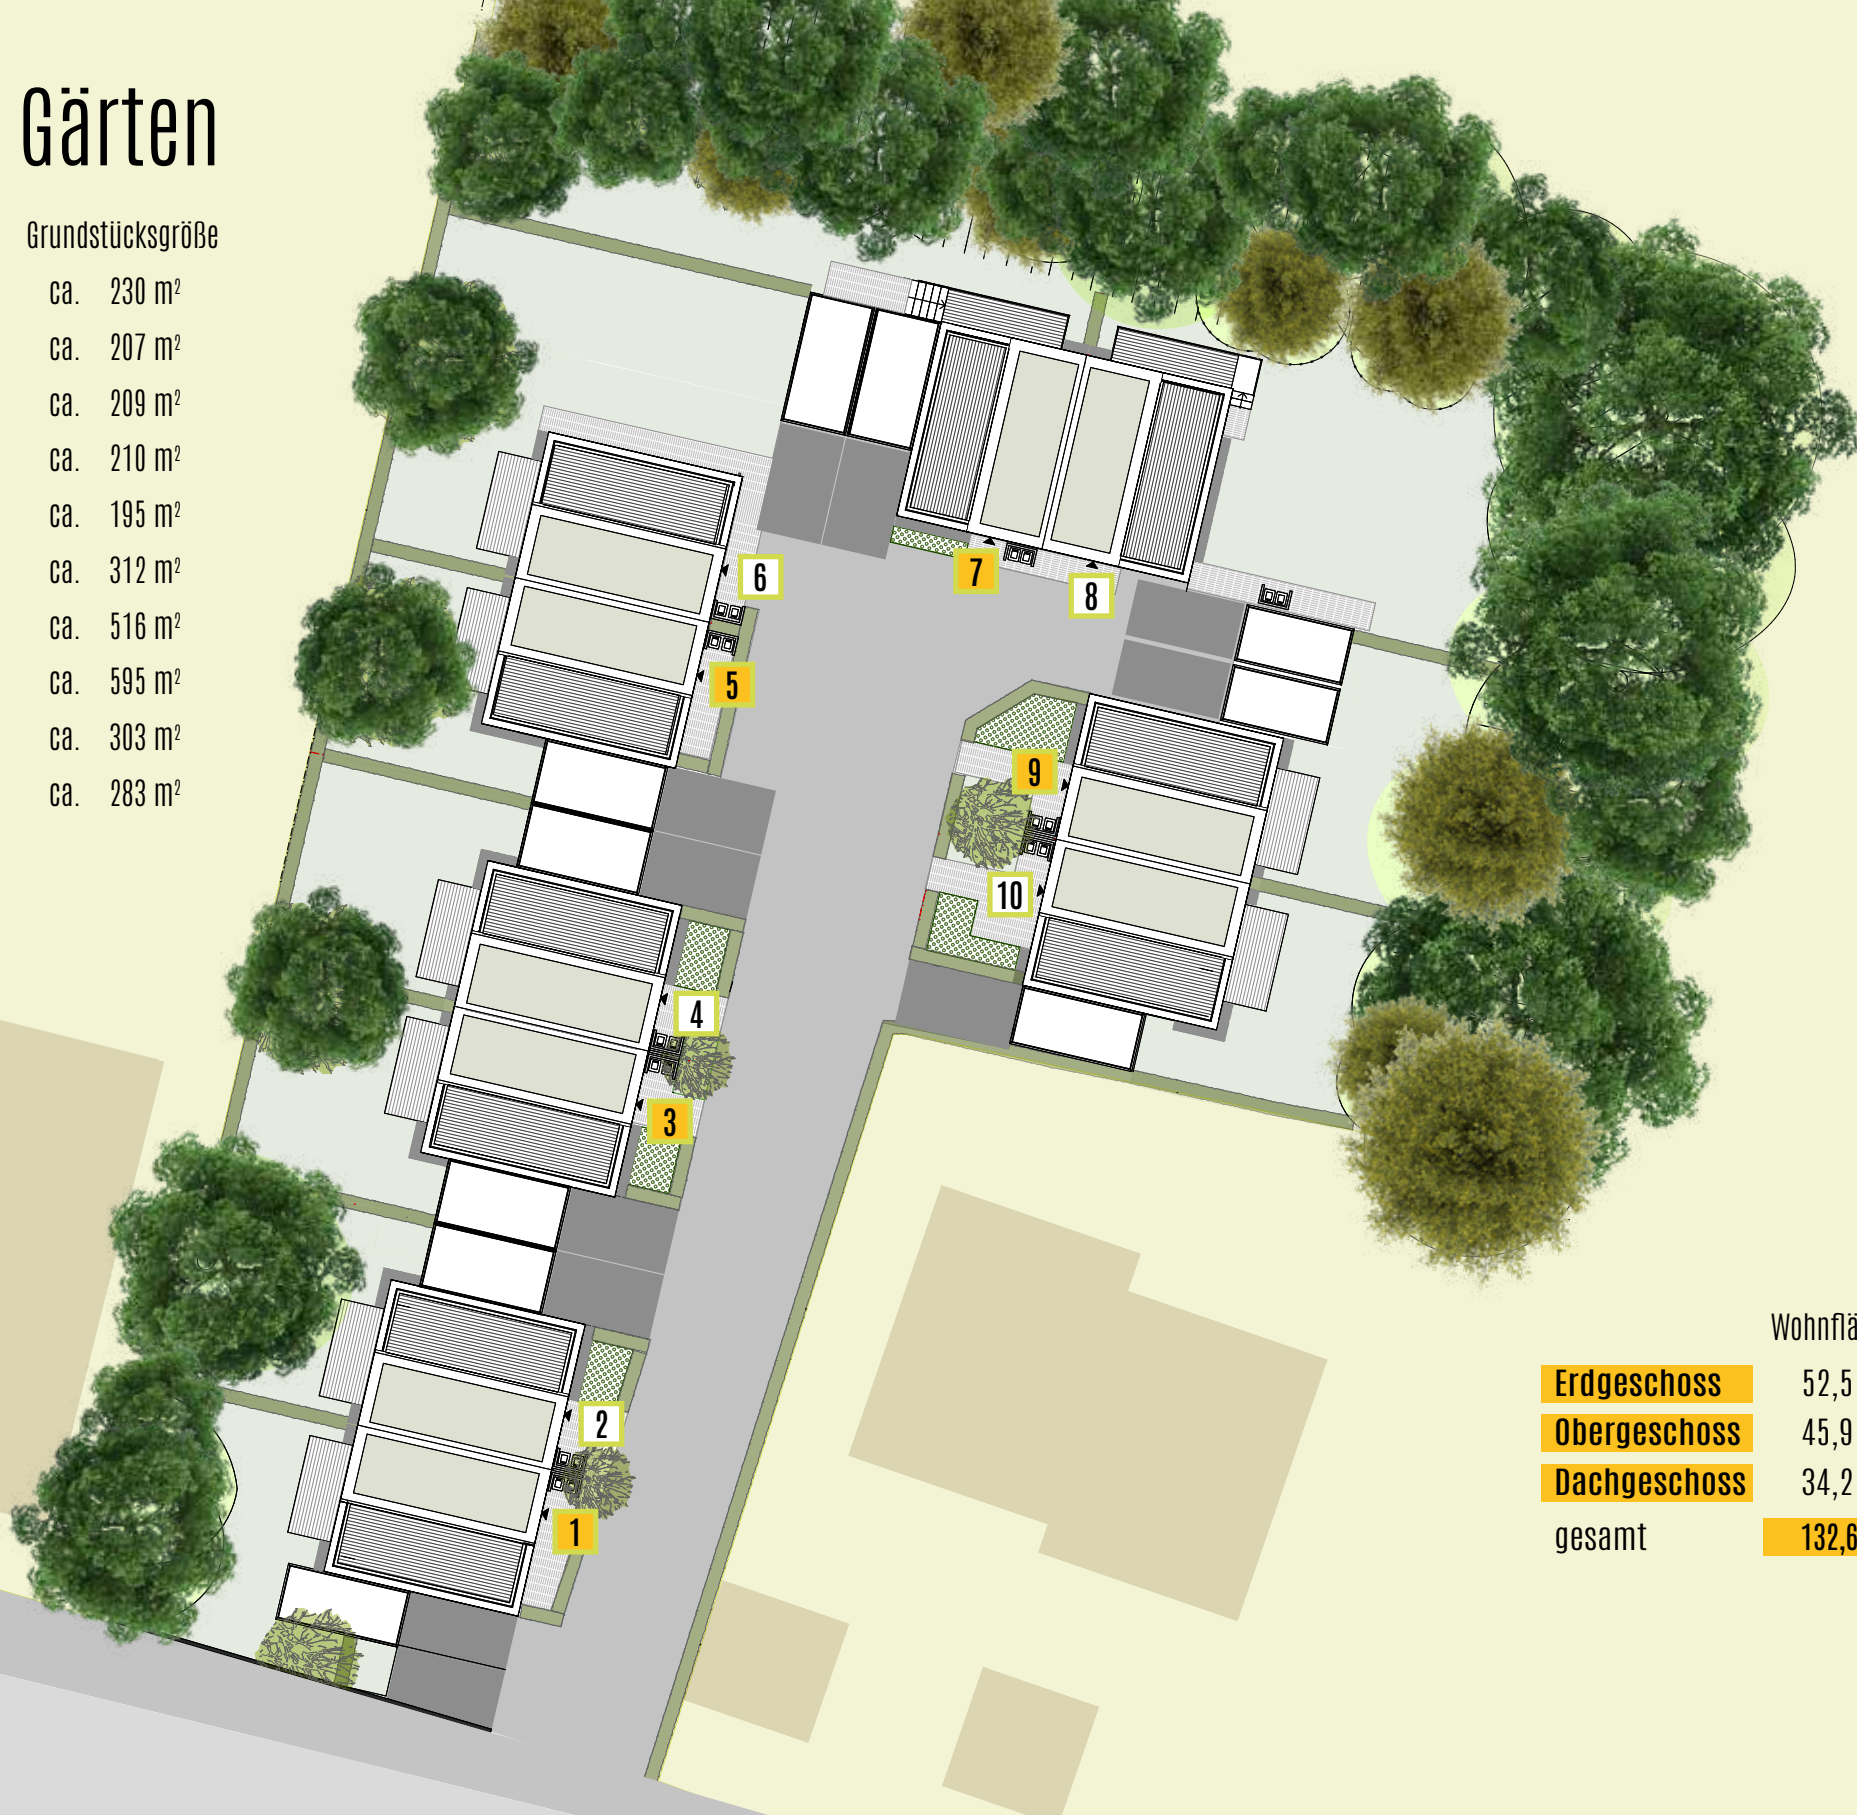 Gärten
Grundstücksgröße
ca. 230 m²
ca. 207 m²
ca. 209 m²
ca. 210 m²
ca. 195 m²
ca. 312 m²
ca. 516 m²
ca. 595 m²
ca. 303 m²
ca. 283 m²
6
7
8
5
9
10
4
3
2
1
Wohnflä
Erdgeschoss 52,5
Obergeschoss 45,9
Dachgeschoss 34,2
gesamt 132,6